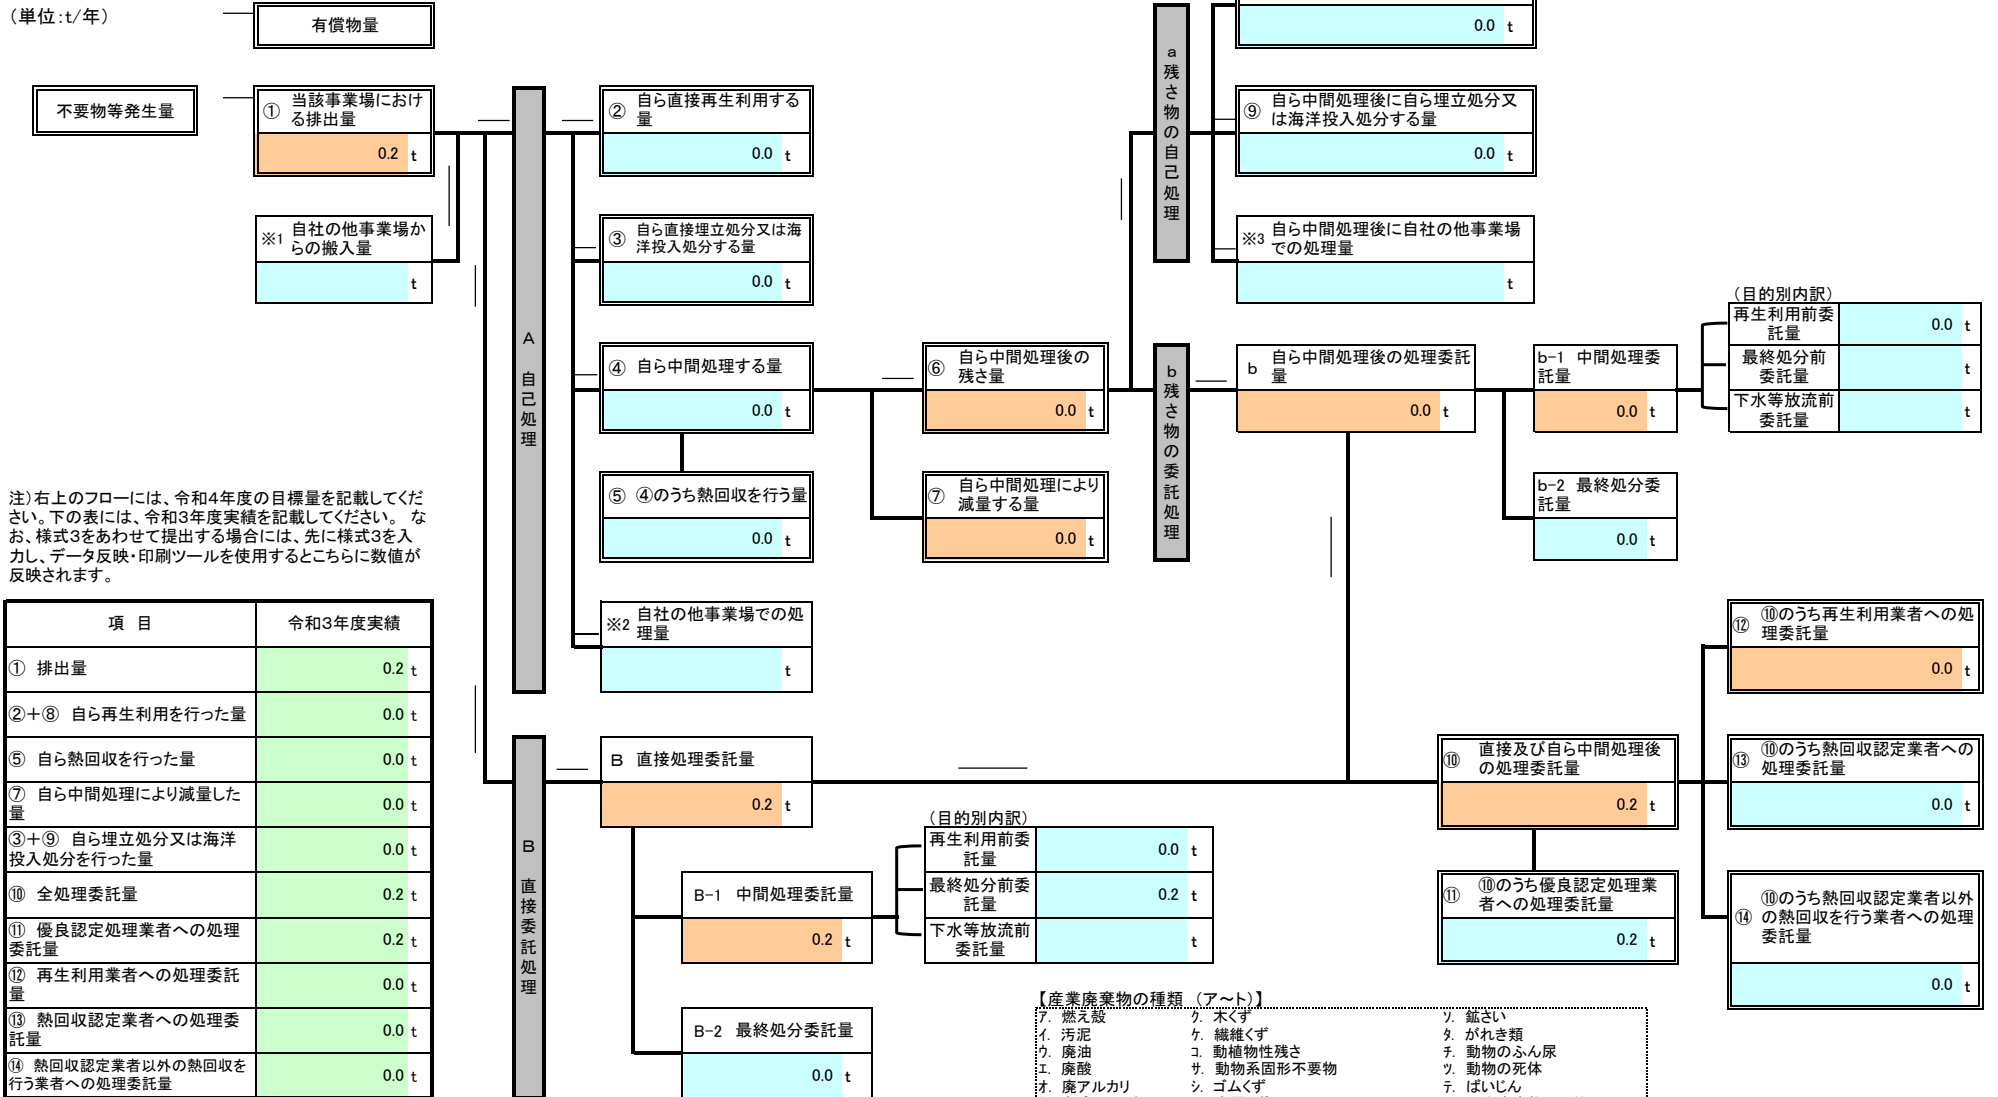 （単位：t/年）
有償物量
不要物等発生量
① 当該事業場におけ
る排出量
0.2 t
※1 自社の他事業場か
らの搬入量
t
A 自己処理
② 自ら直接再生利用する
量
0.0 t
③ 自ら直接埋立処分又は海
洋投入処分する量
0.0 t
④ 自ら中間処理する量
0.0 t
⑤ ④のうち熱回収を行う量
0.0 t
※2 自社の他事業場での処
理量
t
⑥ 自ら中間処理後の
残さ量
0.0 t
⑦ 自ら中間処理により
減量する量
0.0 t
a 残さ物の自己処理
0.0 t
⑨ 自ら中間処理後に自ら埋立処分又
は海洋投入処分する量
0.0 t
※3 自ら中間処理後に自社の他事業場
での処理量
t
b 残さ物の委託処理
b 自ら中間処理後の処理委託
量
0.0 t
b-1 中間処理委
託量
0.0 t
b-2 最終処分委
託量
0.0 t
（目的別内訳）
再生利用前委
託量
0.0 t
最終処分前
委託量
t
下水等放流前
委託量
t
注）右上のフローには、令和4年度の目標量を記載してくだ
さい。下の表には、令和3年度実績を記載してください。 な
お、様式3をあわせて提出する場合には、先に様式3を入
力し、データ反映・印刷ツールを使用するとこちらに数値が
反映されます。
項 目 令和3年度実績
① 排出量 0.2 t
②＋⑧ 自ら再生利用を行った量 0.0 t
⑤ 自ら熱回収を行った量 0.0 t
⑦ 自ら中間処理により減量した
量 0.0 t
③＋⑨ 自ら埋立処分又は海洋
投入処分を行った量 0.0 t
⑩ 全処理委託量 0.2 t
⑪ 優良認定処理業者への処理
委託量 0.2 t
⑫ 再生利用業者への処理委託
量 0.0 t
⑬ 熱回収認定業者への処理委
託量 0.0 t
⑭ 熱回収認定業者以外の熱回収を
行う業者への処理委託量 0.0 t
B 直接委託処理
B 直接処理委託量
0.2 t
B-1 中間処理委託量
0.2 t
B-2 最終処分委託量
0.0 t
（目的別内訳）
再生利用前委
託量
0.0 t
最終処分前委
託量
0.2 t
下水等放流前
委託量
t
⑩ 直接及び自ら中間処理後
の処理委託量
0.2 t
⑪ ⑩のうち優良認定処理業
者への処理委託量
0.2 t
⑫ ⑩のうち再生利用業者への処
理委託量
0.0 t
⑬ ⑩のうち熱回収認定業者への
処理委託量
0.0 t
⑭ ⑩のうち熱回収認定業者以外
の熱回収を行う業者への処理
委託量
0.0 t
【産業廃棄物の種類 （ア～ト）】
ア. 燃え殻 ク. 木くず ソ. 鉱さい
イ. 汚泥 ケ. 繊維くず タ. がれき類
ウ. 廃油 コ. 動植物性残さ チ. 動物のふん尿
エ. 廃酸 サ. 動物系固形不要物 ツ. 動物の死体
オ. 廃アルカリ シ. ゴムくず テ. ばいじん